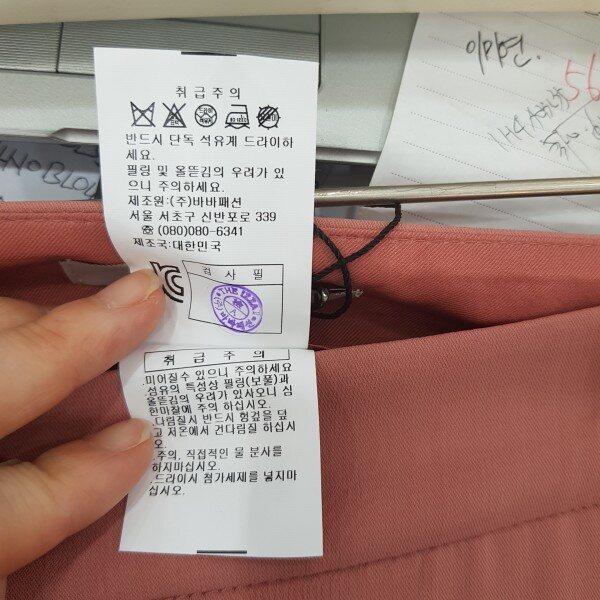 이미연.
56
취급주의
반드시 단독 석유계 드라이하
세요.
필링 및 올뜯김의 우려가 있
으니 주의하세요.
제조원:(주)바바패션
서울 서초구 신반포로 339
☎ (080)080-6341
제조국:대한민국
검 사 필
THE IZZAT
취 급 주 의
.미어질수 있으니 주의하세요
.섬유의 특성상 필링(보풀)과
올뜯김의 우려가 있사오니 심
한마찰에 주의 하십시오.
.다림질시 반드시 헝겊을 덮
고 저온에서 건다림질 하십시
오.
.주의, 직접적인 물 분사를
하지마십시오.
.드라이시 첨가세제를 넣지마
십시오.